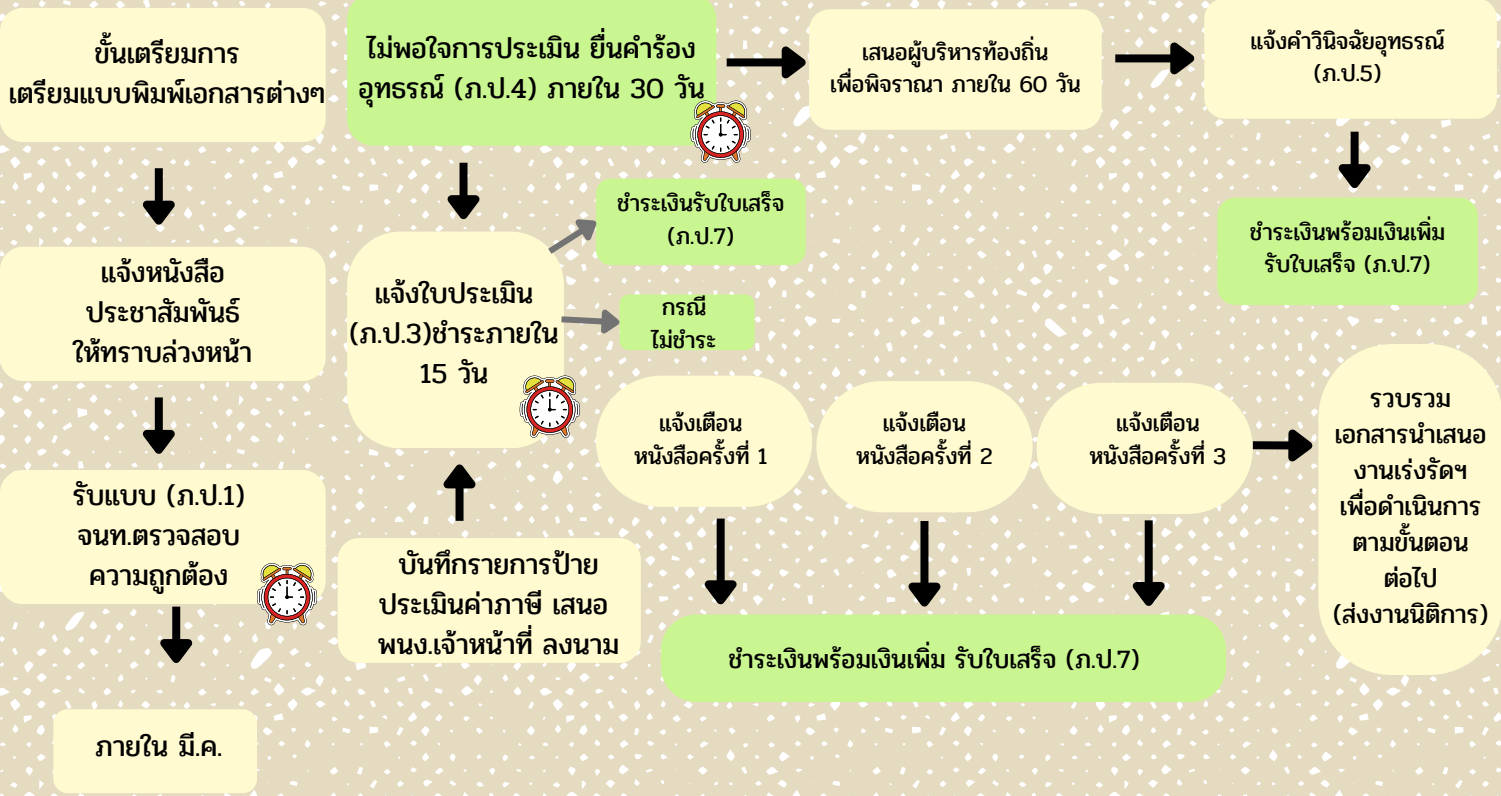 ขั้นเตรียมการ
เตรียมแบบพิมพ์เอกสารต่างๆ
แจ้งหนังสือ
ประชาสัมพันธ์
ให้ทราบล่วงหน้า
รับแบบ (ภ.ป.1)
จนท.ตรวจสอบ
ความถูกต้อง
ภายใน มี.ค.
ไม่พอใจการประเมิน ยื่นคำร้อง
อุทธรณ์ (ภ.ป.4) ภายใน 30 วัน
แจ้งใบประเมิน
(ภ.ป.3)ชำระภายใน
15 วัน
บันทึกรายการป้าย
ประเมินค่าภาษี เสนอ
พนง.เจ้าหน้าที่ ลงนาม
ชำระเงินรับใบเสร็จ
(ภ.ป.7)
กรณี
ไม่ชำระ
เสนอผู้บริหารท้องถิ่น
เพื่อพิจราณา ภายใน 60 วัน
แจ้งคำวินิจฉัยอุทธรณ์
(ภ.ป.5)
ชำระเงินพร้อมเงินเพิ่ม
รับใบเสร็จ (ภ.ป.7)
แจ้งเตือน
หนังสือครั้งที่ 1
แจ้งเตือน
หนังสือครั้งที่ 2
แจ้งเตือน
หนังสือครั้งที่ 3
ชำระเงินพร้อมเงินเพิ่ม รับใบเสร็จ (ภ.ป.7)
รวบรวม
เอกสารนำเสนอ
งานเร่งรัดฯ
เพื่อดำเนินการ
ตามขั้นตอน
ต่อไป
(ส่งงานนิติการ)